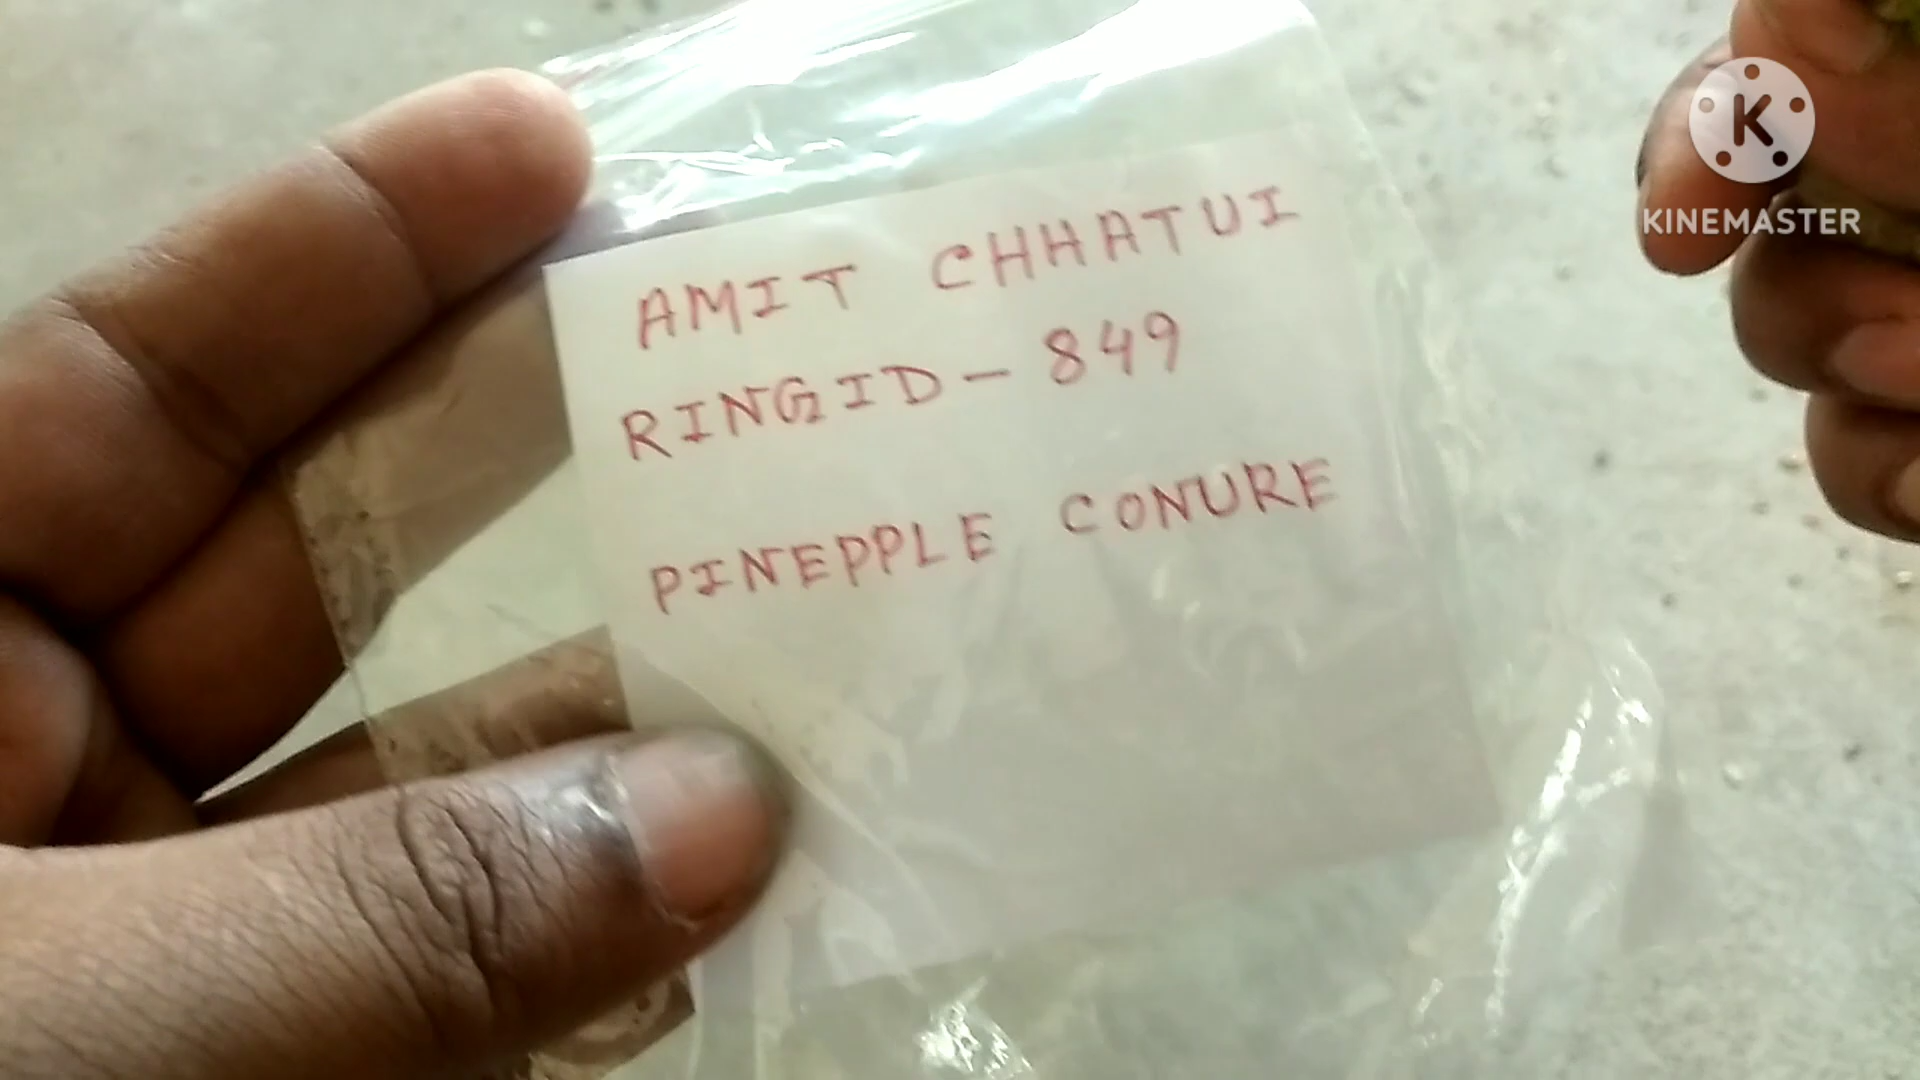 AMIT CHHATUI
RINGID - 849
PINEPPLE CONURE
K
KINEMASTER